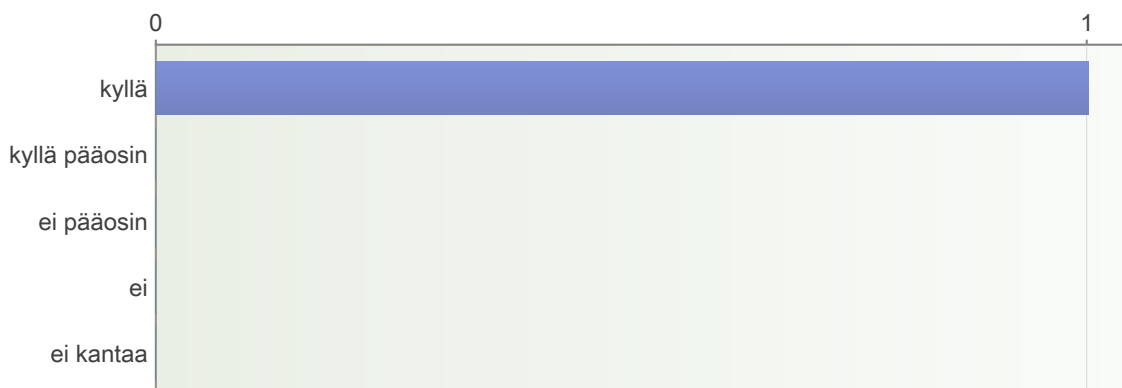 0 1
kyllä
kyllä pääosin
ei pääosin
ei
ei kantaa